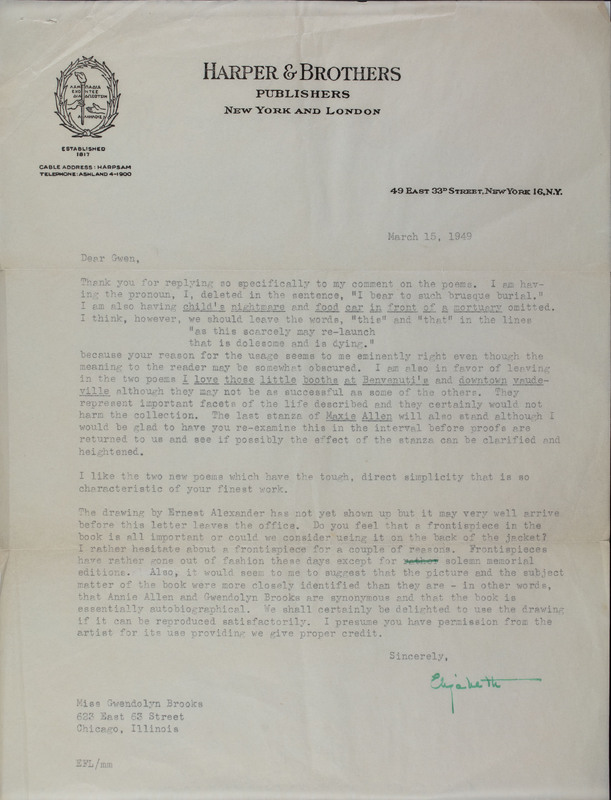 HARPER & BROTHERS
PUBLISHERS
NEW YORK AND LONDON
ΛΑΜΠΑΔΙΑ
ΕΧΟΝΤΕΣ
ΔΙΑΔΩΣΟΥΣΙΝ
ΑΛΛΗΛΟΙΣ
ESTABLISHED
1817
CABLE ADDRESS: HARPSAM
TELEPHONE: ASHLAND 4-1900
49 EAST 33D STREET, NEW YORK 16, N.Y.
March 15, 1949
Dear Gwen,
Thank you for replying so specifically to my comment on the poems. I am hav-
ing the pronoun, I, deleted in the sentence, "I bear to such brusque burial."
I am also having child's nightmare and food car in front of a mortuary omitted.
I think, however, we should leave the words, "this" and "that" in the lines
"as this scarcely may re-launch
that is dolesome and is dying."
because your reason for the usage seems to me eminently right even though the
meaning to the reader may be somewhat obscured. I am also in favor of leaving
in the two poems I love those little booths at Benvenuti's and downtown vaude-
ville although they may not be as successful as some of the others. They
represent important facets of the life described and they certainly would not
harm the collection. The last stanza of Maxie Allen will also stand although I
would be glad to have you re-examine this in the interval before proofs are
returned to us and see if possibly the effect of the stanza can be clarified and
heightened.
I like the two new poems which have the tough, direct simplicity that is so
characteristic of your finest work.
The drawing by Ernest Alexander has not yet shown up but it may very well arrive
before this letter leaves the office. Do you feel that a frontispiece in the
book is all important or could we consider using it on the back of the jacket?
I rather hesitate about a frontispiece for a couple of reasons. Frontispieces
have rather gone out of fashion these days except for rather solemn memorial
editions. Also, it would seem to me to suggest that the picture and the subject
matter of the book were more closely identified than they are - in other words,
that Annie Allen and Gwendolyn Brooks are synonymous and that the book is
essentially autobiographical. We shall certainly be delighted to use the drawing
if it can be reproduced satisfactorily. I presume you have permission from the
artist for its use providing we give proper credit.
Sincerely,
Elizabeth
Miss Gwendolyn Brooks
623 East 63 Street
Chicago, Illinois
EFL/mm